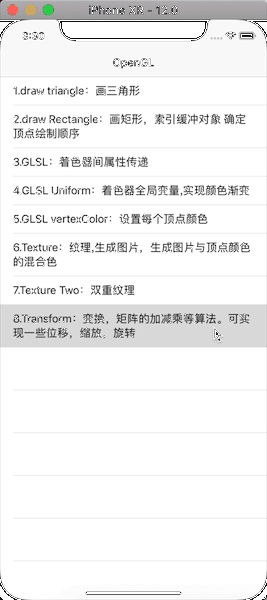 iPhone XR - 12.0
3:30
OpenGL
1.draw triangle：画三角形
2.draw Rectangle：画矩形，索引缓冲对象 确定
顶点绘制顺序
3.GLSL：着色器间属性传递
4.GLSL Uniform：着色器全局变量,实现颜色渐变
5.GLSL vertexColor：设置每个顶点颜色
6.Texture：纹理,生成图片，生成图片与顶点颜色
的混合色
7.Texture Two：双重纹理
8.Transform：变换，矩阵的加减乘等算法。可实
现一些位移，缩放。旋转